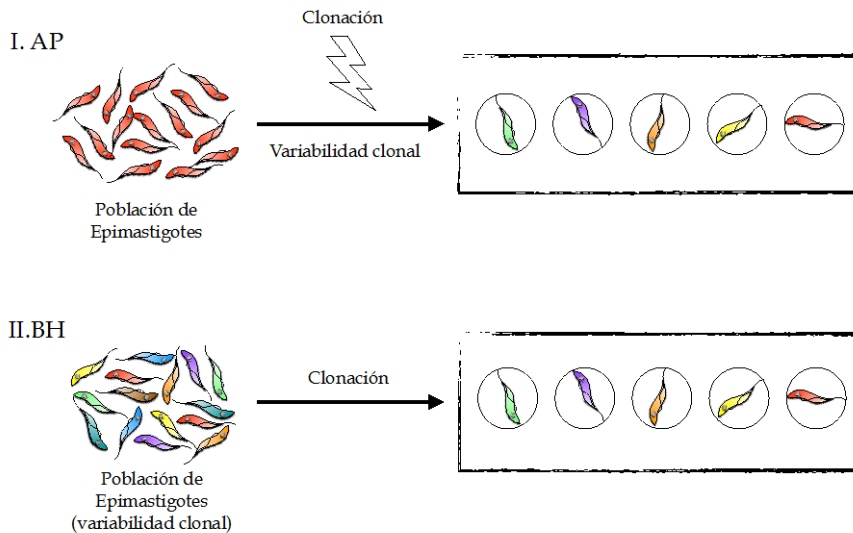 I. AP
Clonación
Variabilidad clonal
Población de
Epimastigotes
II.BH
Clonación
Población de
Epimastigotes
(variabilidad clonal)